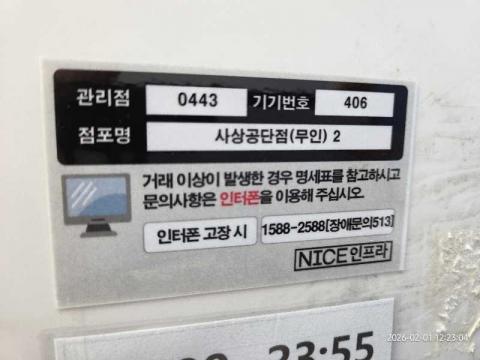 관리점 0443 기기번호 406
점포명 사상공단점(무인) 2
거래 이상이 발생한 경우 명세표를 참고하시고
문의사항은 인터폰을 이용해 주십시오.
인터폰 고장 시 1588-2588[장애문의513]
NICE인프라
23:55
2026-02-01 12:23:04